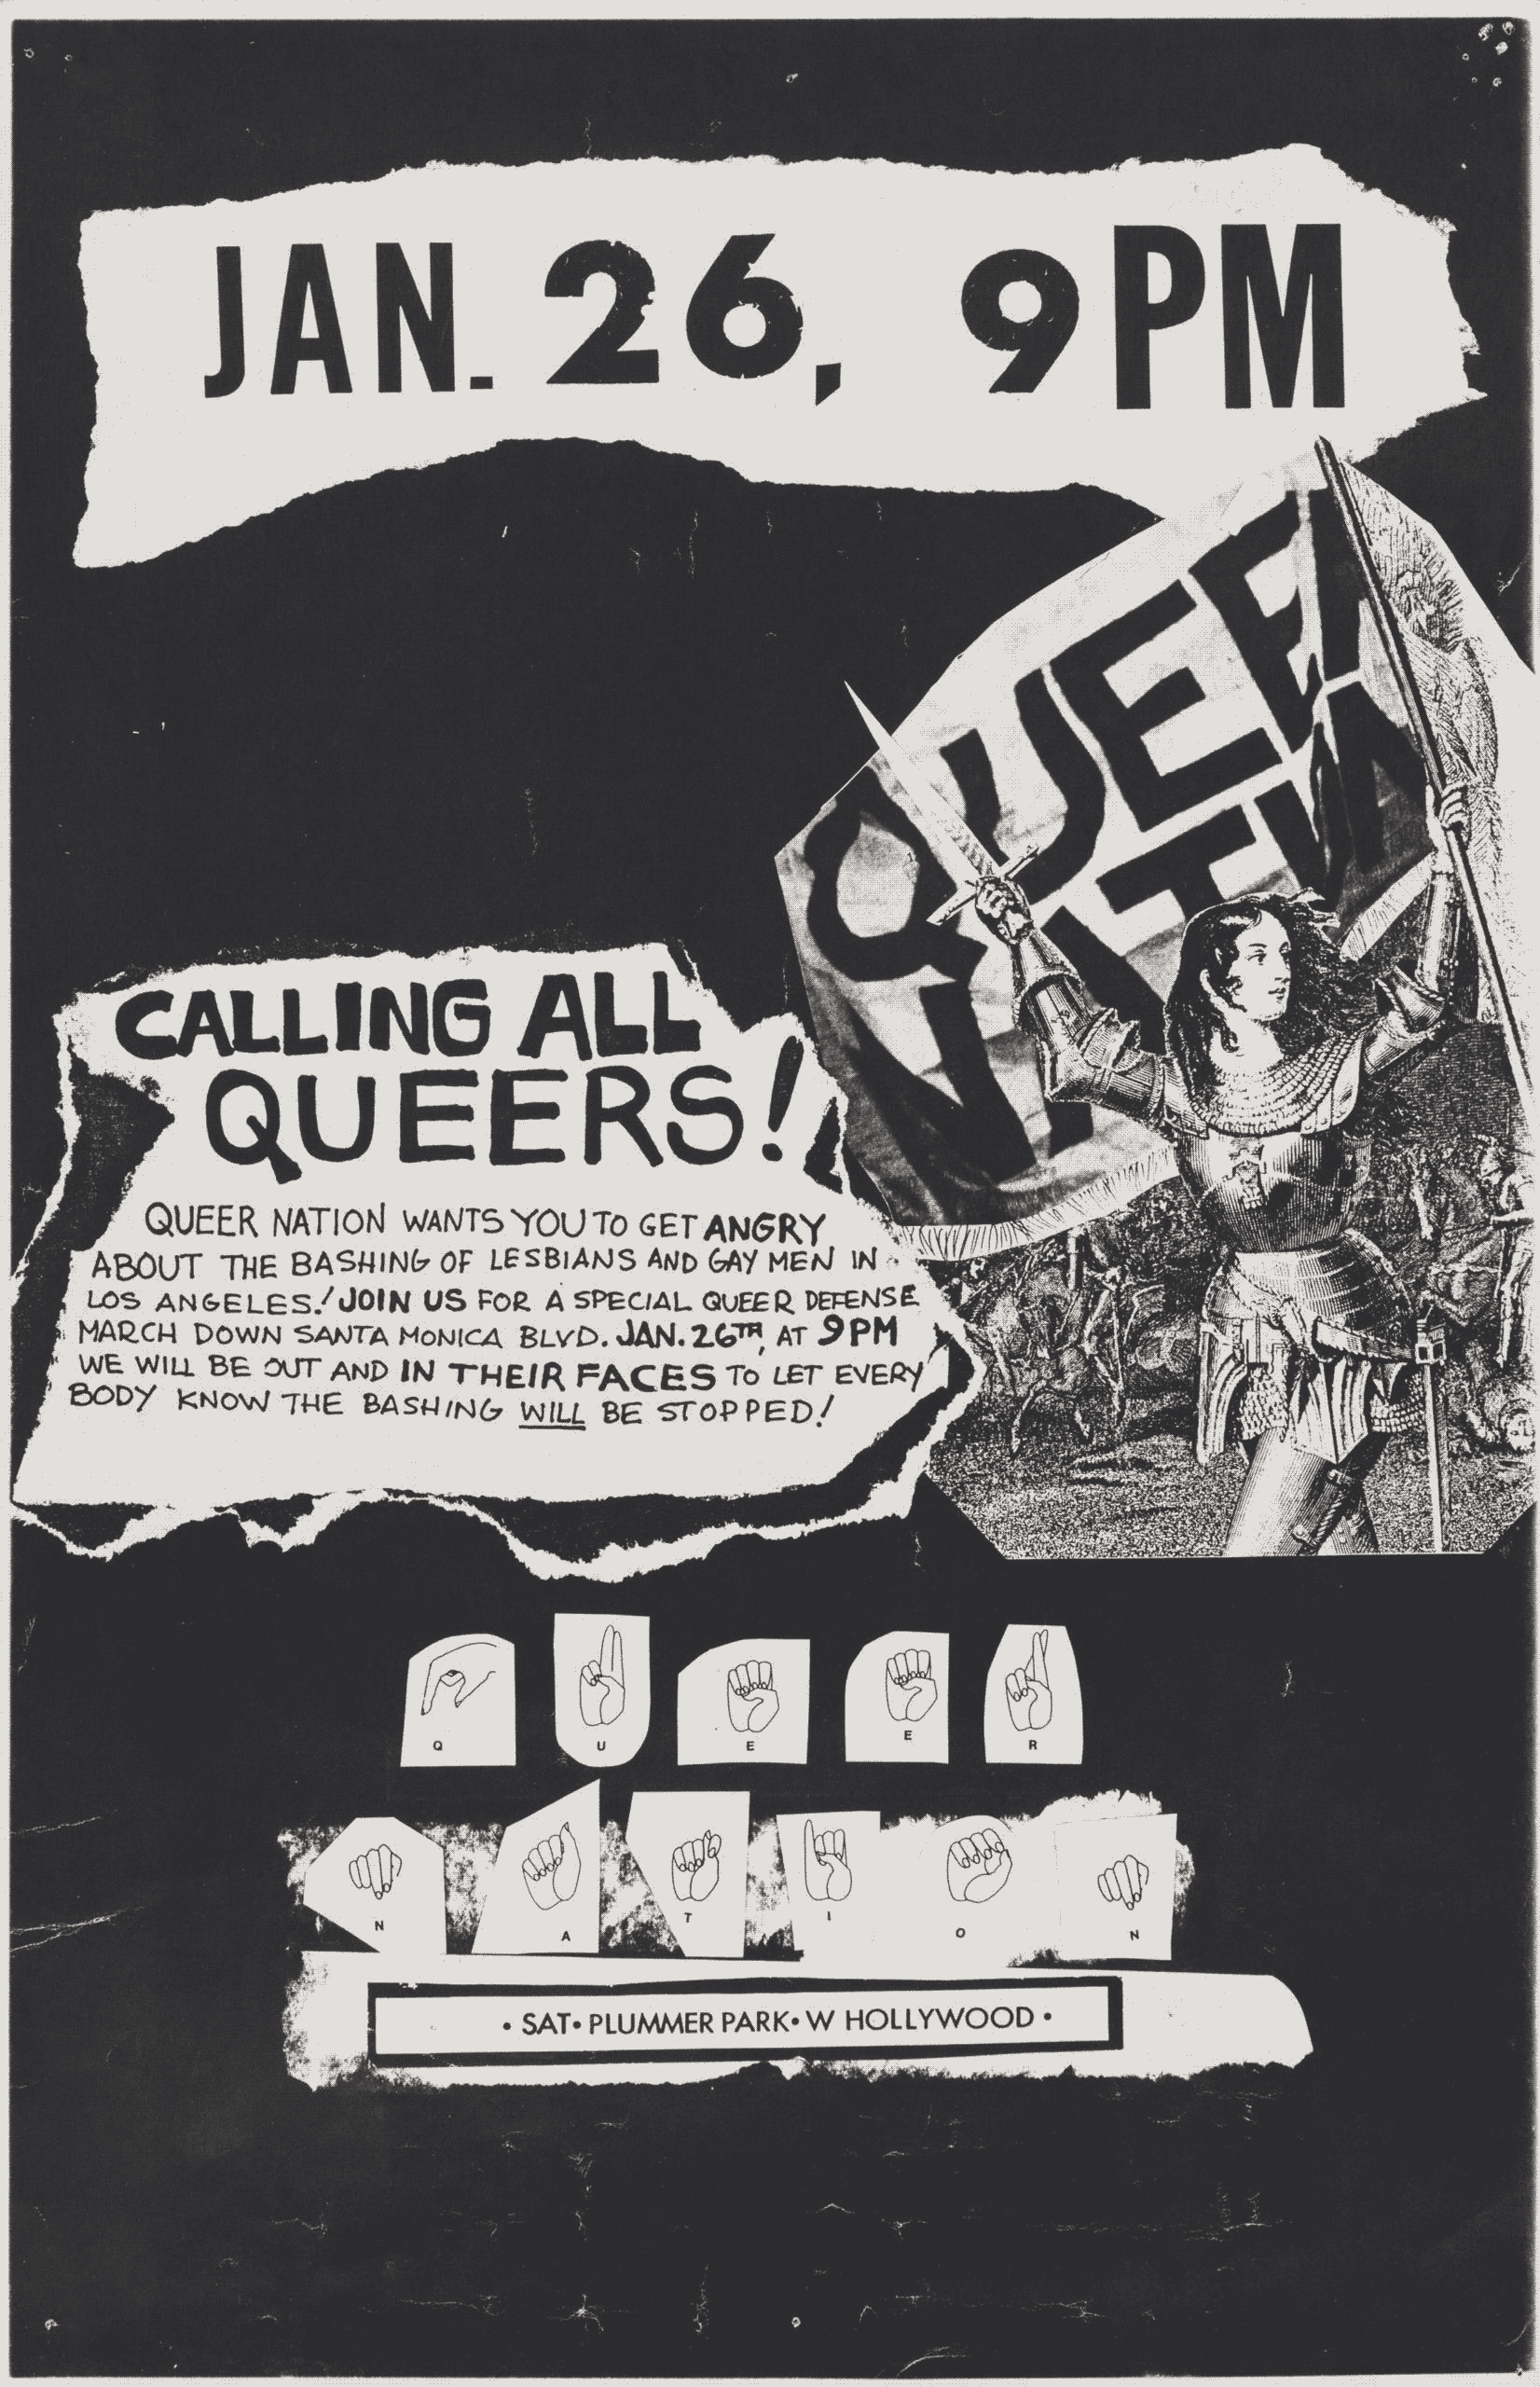 JAN. 26, 9PM
QUEER
NATION
CALLING ALL
QUEERS!
QUEER NATION WANTS YOU TO GET ANGRY
ABOUT THE BASHING OF LESBIANS AND GAY MEN IN
LOS ANGELES! JOIN US FOR A SPECIAL QUEER DEFENSE
MARCH DOWN SANTA MONICA BLVD. JAN. 26TH, AT 9PM
WE WILL BE OUT AND IN THEIR FACES TO LET EVERY
BODY KNOW THE BASHING WILL BE STOPPED!
Q U E E R
N A T I O N
• SAT • PLUMMER PARK • W HOLLYWOOD •